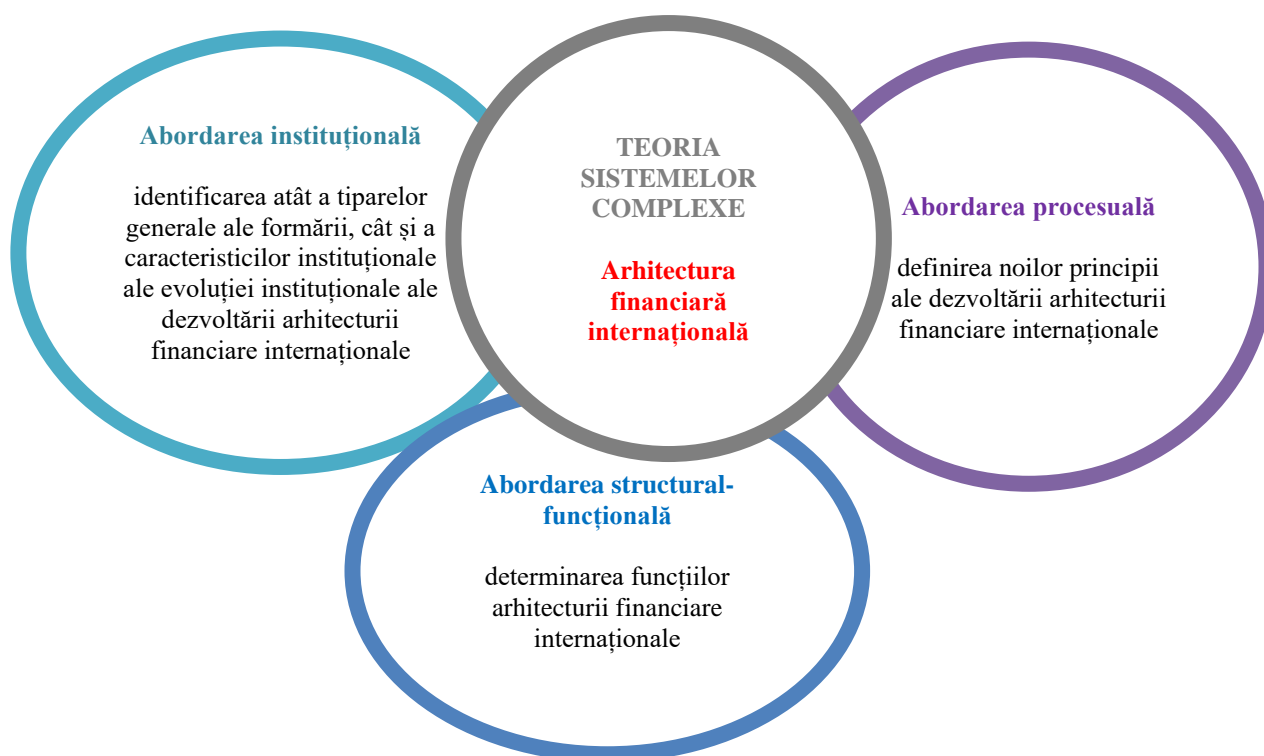 Abordarea instituțională
identificarea atât a tiparelor
generale ale formării, cât și a
caracteristicilor instituționale
ale evoluției instituționale ale
dezvoltării arhitecturii
financiare internaționale
TEORIA
SISTEMELOR
COMPLEXE
Arhitectura
financiară
internațională
Abordarea procesuală
definirea noilor principii
ale dezvoltării arhitecturii
financiare internaționale
Abordarea structural-
funcțională
determinarea funcțiilor
arhitecturii financiare
internaționale